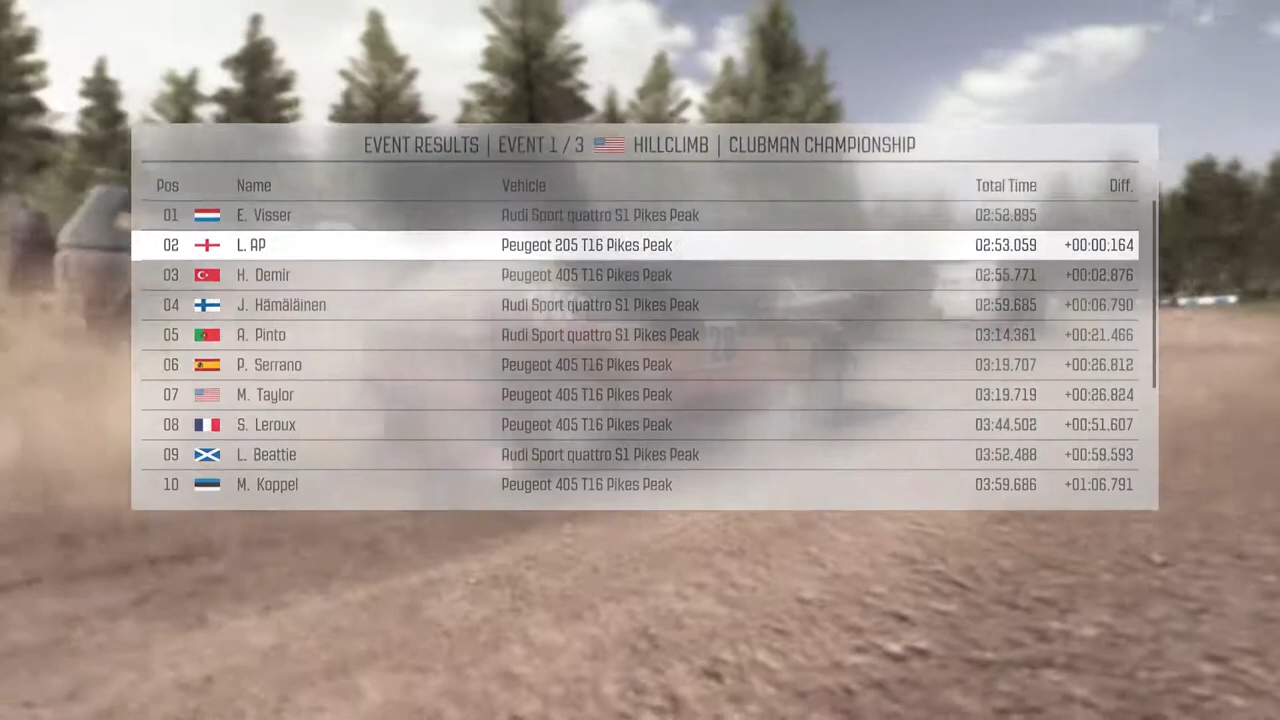 EVENT RESULTS | EVENT 1 / 3 HILLCLIMB | CLUBMAN CHAMPIONSHIP
Pos Name Vehicle Total Time Diff.
01 E. Visser Audi Sport quattro S1 Pikes Peak 02:52.895
02 L. AP Peugeot 205 T16 Pikes Peak 02:53.059 +00:00.164
03 H. Demir Peugeot 405 T16 Pikes Peak 02:55.771 +00:02.876
04 J. Hämäläinen Audi Sport quattro S1 Pikes Peak 02:59.685 +00:06.790
05 A. Pinto Audi Sport quattro S1 Pikes Peak 03:14.361 +00:21.466
06 P. Serrano Peugeot 405 T16 Pikes Peak 03:19.707 +00:26.812
07 M. Taylor Peugeot 405 T16 Pikes Peak 03:19.719 +00:26.824
08 S. Leroux Peugeot 405 T16 Pikes Peak 03:44.502 +00:51.607
09 L. Beattie Audi Sport quattro S1 Pikes Peak 03:52.488 +00:59.593
10 M. Koppel Peugeot 405 T16 Pikes Peak 03:59.686 +01:06.791